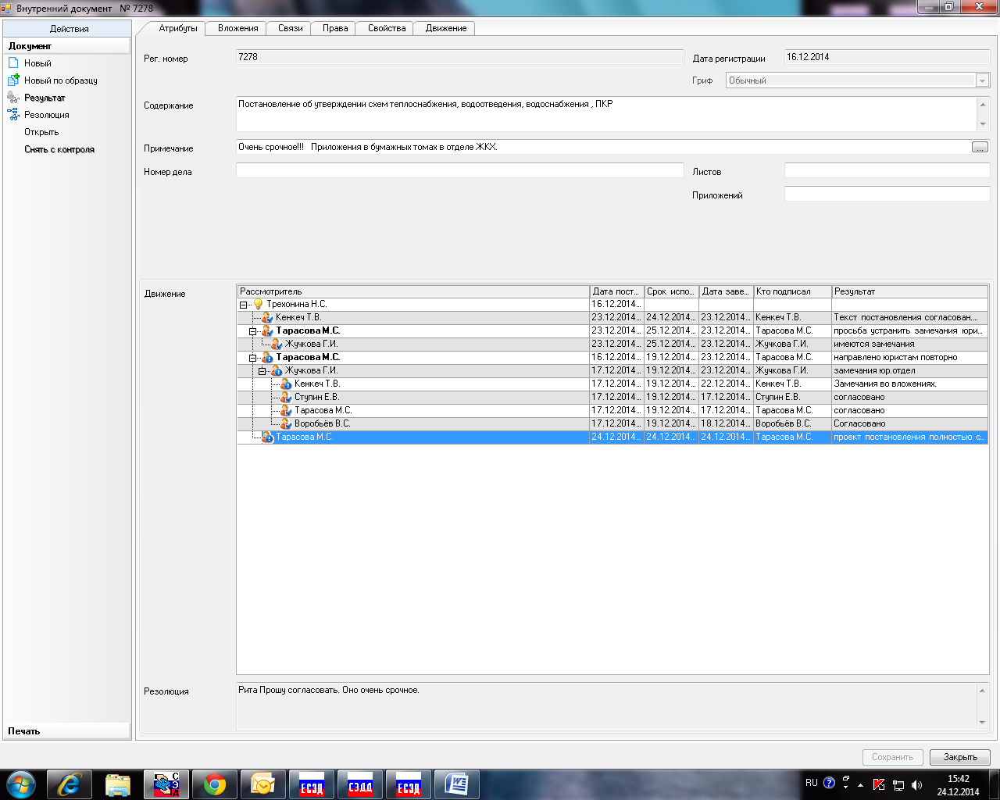 Внутренний документ № 7278
Действия
Документ
Новый
Новый по образцу
Результат
Резолюция
Открыть
Снять с контроля
Печать
Атрибуты Вложения Связи Права Свойства Движение
Рег. номер 7278 Дата регистрации 16.12.2014
Гриф Обычный
Содержание Постановление об утверждении схем теплоснабжения, водоотведения, водоснабжения , ПКР
Примечание Очень срочное!!! Приложения в бумажных томах в отделе ЖКХ. ...
Номер дела Листов
Приложений
Движение
Рассмотритель Дата пост... Срок испо... Дата заве... Кто подписал Результат
Трехонина Н.С. 16.12.2014...
Кенкеч Т.В. 23.12.2014... 24.12.2014... 23.12.2014... Кенкеч Т.В. Текст постановления согласован....
Тарасова М.С. 23.12.2014... 25.12.2014... 23.12.2014... Тарасова М.С. просьба устранить замечания юри...
Жучкова Г.И. 23.12.2014... 25.12.2014... 23.12.2014... Жучкова Г.И. имеются замечания
Тарасова М.С. 16.12.2014... 19.12.2014... 23.12.2014... Тарасова М.С. направлено юристам повторно
Жучкова Г.И. 17.12.2014... 19.12.2014... 23.12.2014... Жучкова Г.И. замечания юр.отдел
Кенкеч Т.В. 17.12.2014... 19.12.2014... 22.12.2014... Кенкеч Т.В. Замечания во вложениях.
Ступин Е.В. 17.12.2014... 19.12.2014... 17.12.2014... Ступин Е.В. согласовано
Тарасова М.С. 17.12.2014... 19.12.2014... 17.12.2014... Тарасова М.С. согласовано
Воробьёв В.С. 17.12.2014... 19.12.2014... 18.12.2014... Воробьёв В.С. Согласовано
Тарасова М.С. 24.12.2014... 24.12.2014... 24.12.2014... Тарасова М.С. проект постановления полностью с...
Резолюция Рита Прошу согласовать. Оно очень срочное.
Сохранить Закрыть
СЭД ЕСЭД СЭДД ЕСЭД RU 15:42
24.12.2014